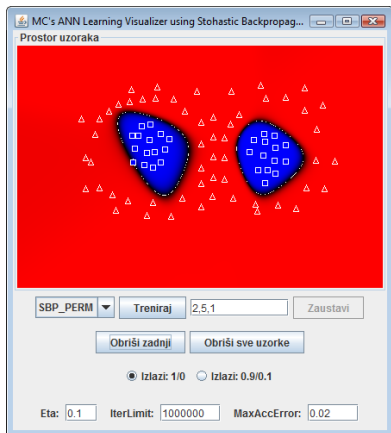 MC's ANN Learning Visualizer using Stohastic Backpropag...
Prostor uzoraka
SBP_PERM Treniraj 2,5,1 Zaustavi
Obriši zadnji Obriši sve uzorke
Izlazi: 1/0 Izlazi: 0.9/0.1
Eta: 0.1 IterLimit: 1000000 MaxAccError: 0.02